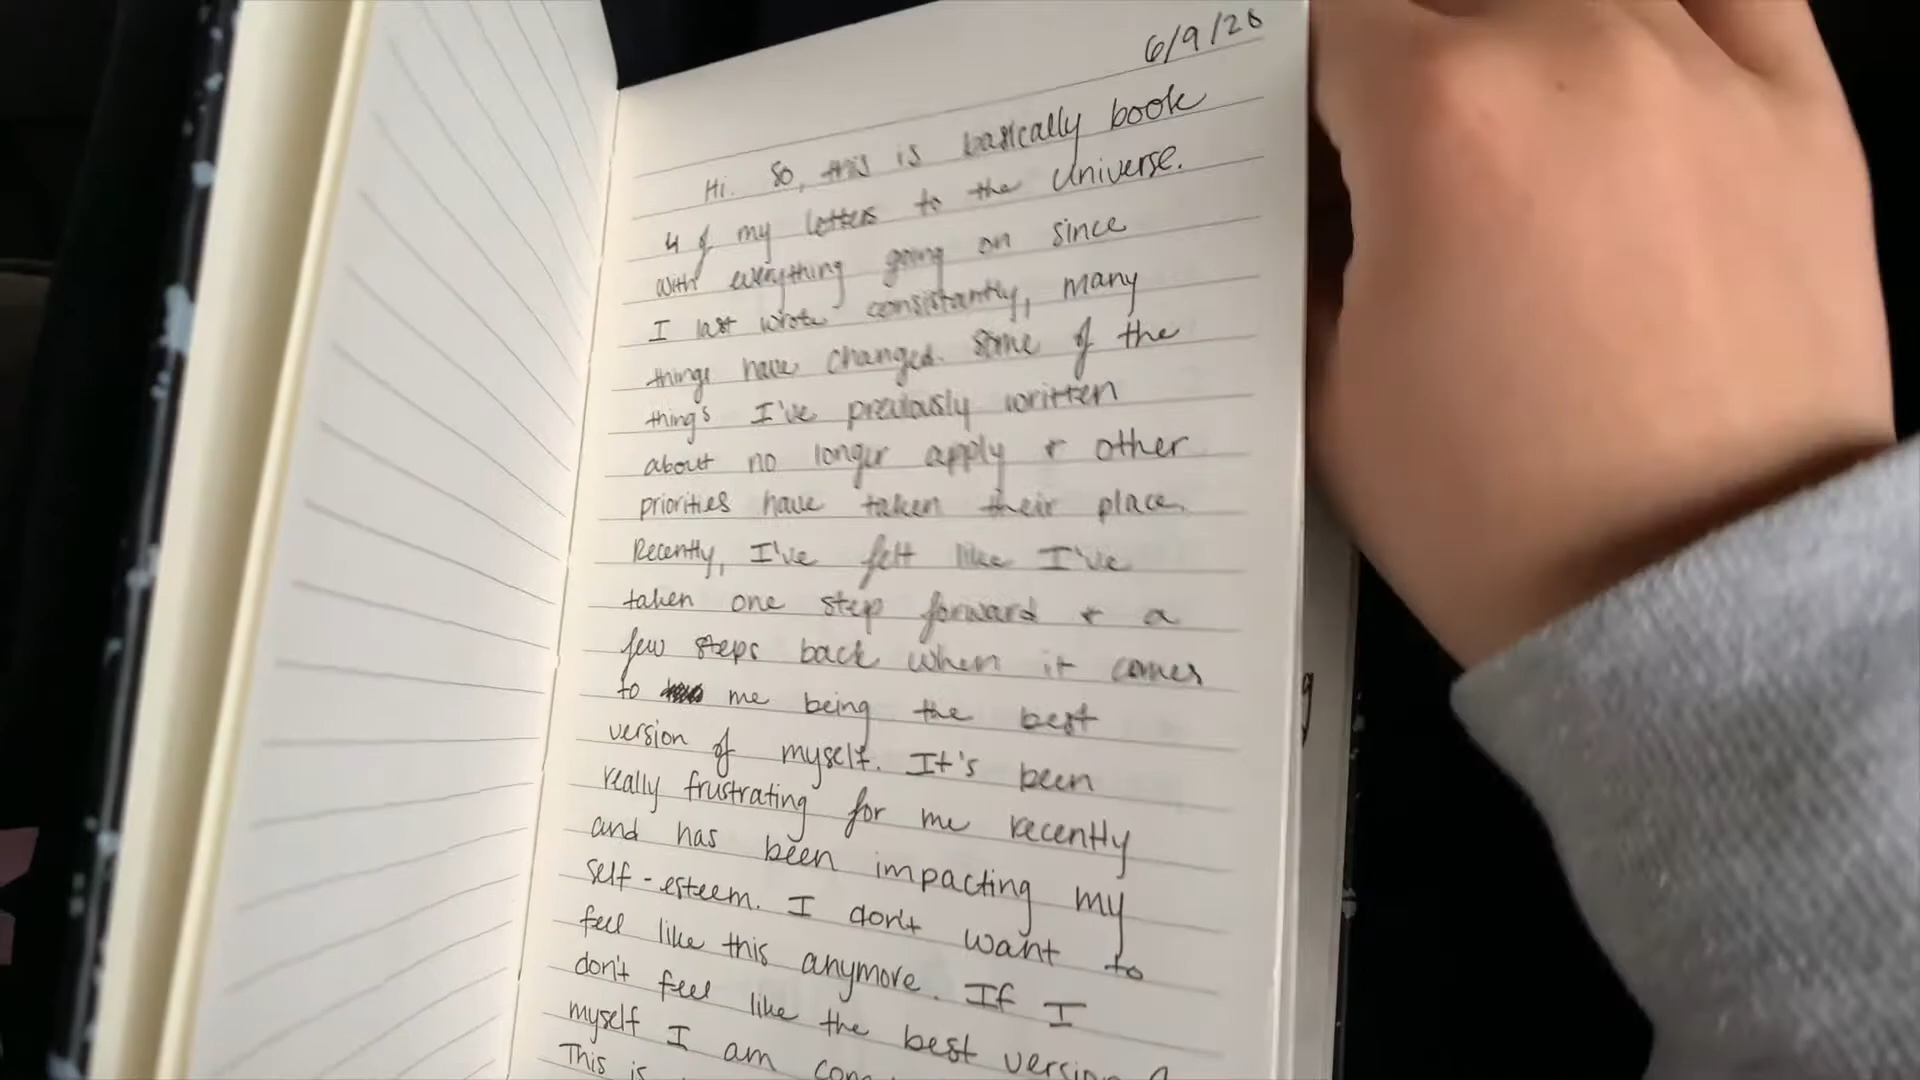 6/9/20
Hi. So, this is basically book
4 of my letters to the Universe.
With everything going on since
I last wrote consistantly, many
things have changed. Some of the
things I've previously written
about no longer apply + other
priorities have taken their place.
Recently, I've felt like I've
taken one step forward + a
few steps back when it comes
to me being the best
version of myself. It's been
really frustrating for me recently
and has been impacting my
self-esteem. I don't want to
feel like this anymore. If I
don't feel like the best version
myself I am
This is